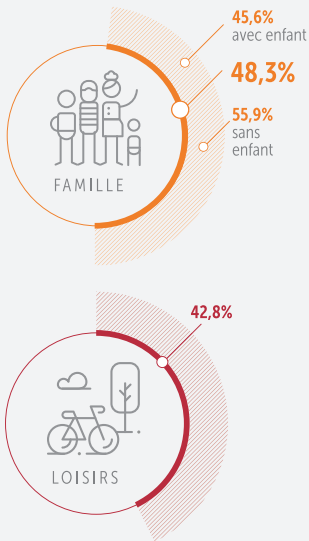 45,6%
avec enfant
48,3%
55,9%
sans
enfant
FAMILLE
42,8%
LOISIRS